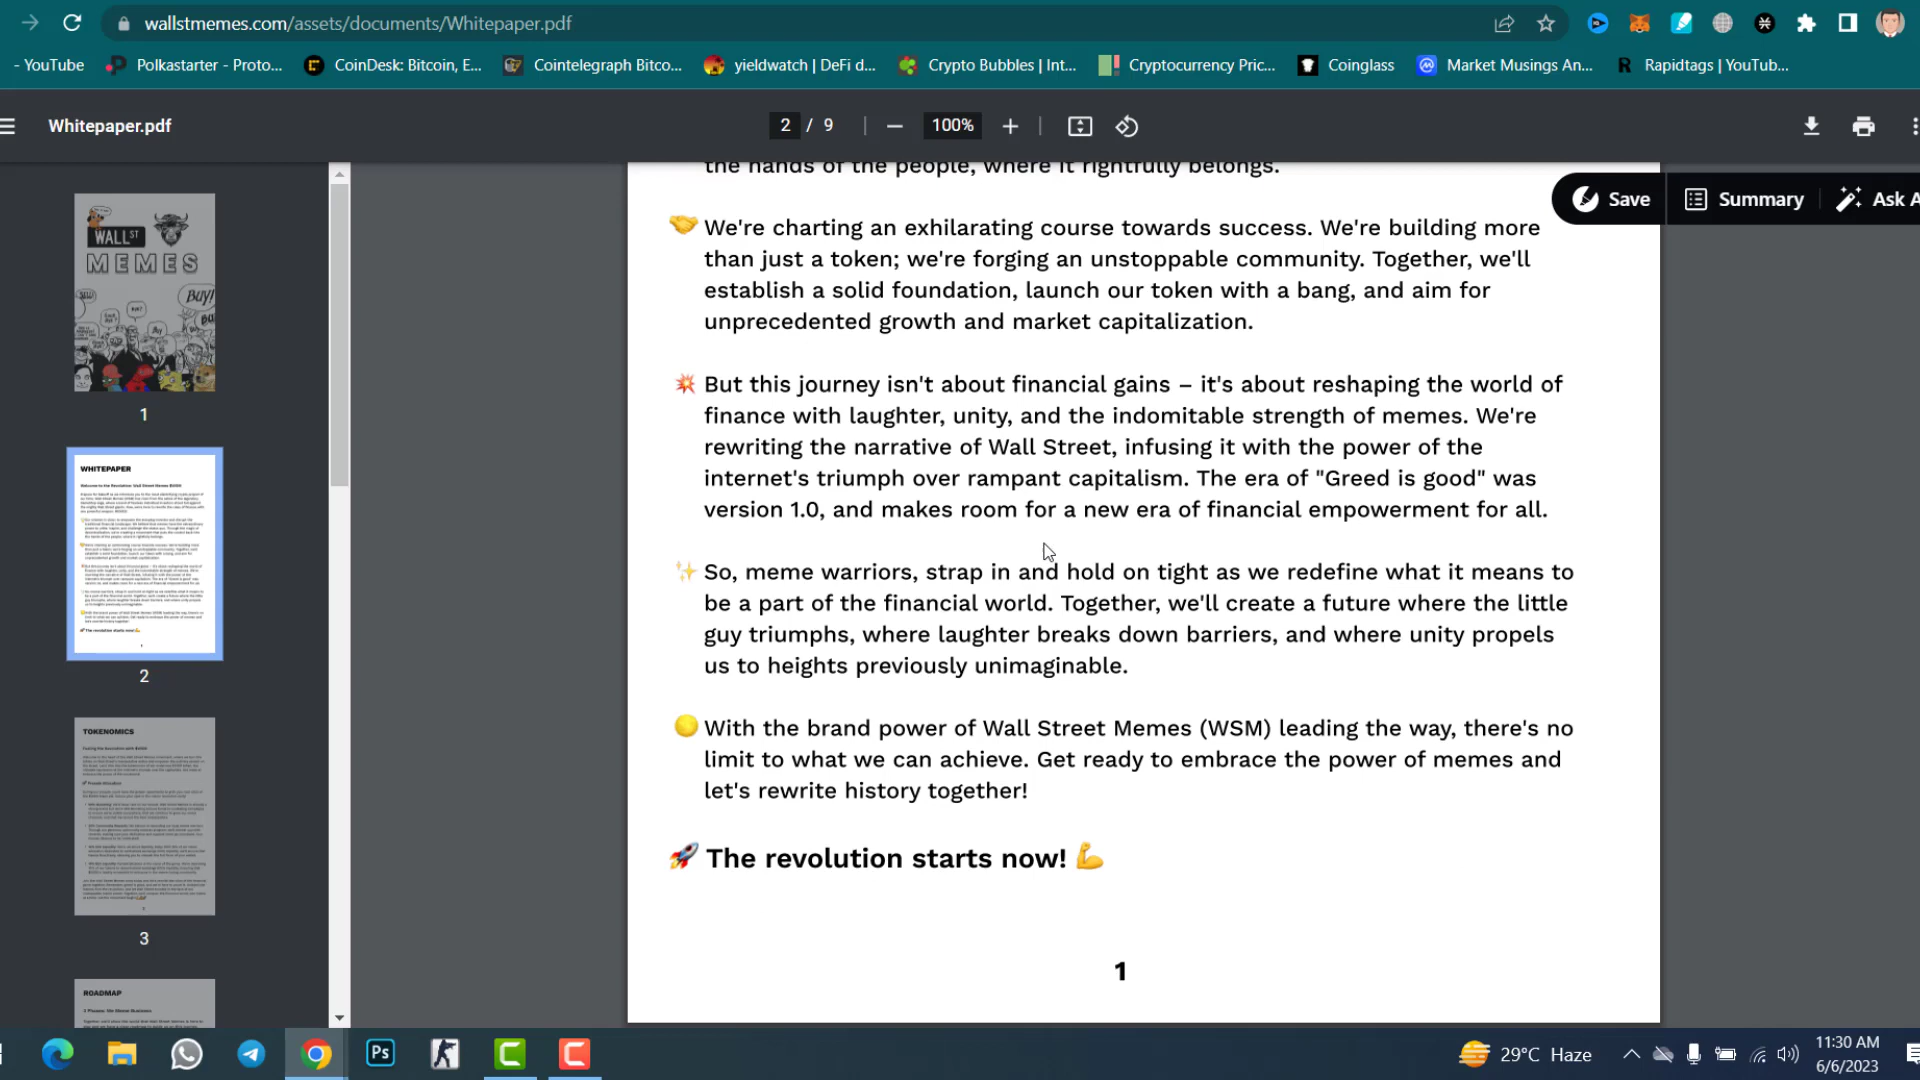 wallstmemes.com/assets/documents/Whitepaper.pdf
- YouTube
Polkastarter - Proto...
CoinDesk: Bitcoin, E...
Cointelegraph Bitco...
yieldwatch | DeFi d...
Crypto Bubbles | Int...
Cryptocurrency Pric...
Coinglass
Market Musings An...
Rapidtags | YouTub...
Whitepaper.pdf
2 / 9
100%
the hands of the people, where it rightfully belongs.
Save
Summary
Ask A
🤝 We're charting an exhilarating course towards success. We're building more
than just a token; we're forging an unstoppable community. Together, we'll
establish a solid foundation, launch our token with a bang, and aim for
unprecedented growth and market capitalization.
💥 But this journey isn't about financial gains – it's about reshaping the world of
finance with laughter, unity, and the indomitable strength of memes. We're
rewriting the narrative of Wall Street, infusing it with the power of the
internet's triumph over rampant capitalism. The era of "Greed is good" was
version 1.0, and makes room for a new era of financial empowerment for all.
✨ So, meme warriors, strap in and hold on tight as we redefine what it means to
be a part of the financial world. Together, we'll create a future where the little
guy triumphs, where laughter breaks down barriers, and where unity propels
us to heights previously unimaginable.
🟡 With the brand power of Wall Street Memes (WSM) leading the way, there's no
limit to what we can achieve. Get ready to embrace the power of memes and
let's rewrite history together!
🚀 The revolution starts now! 💪
1
WALL ST
MEMES
BUY!
1
WHITEPAPER
The revolution starts now!
2
TOKENOMICS
3
ROADMAP
Ps
29°C Haze
11:30 AM
6/6/2023